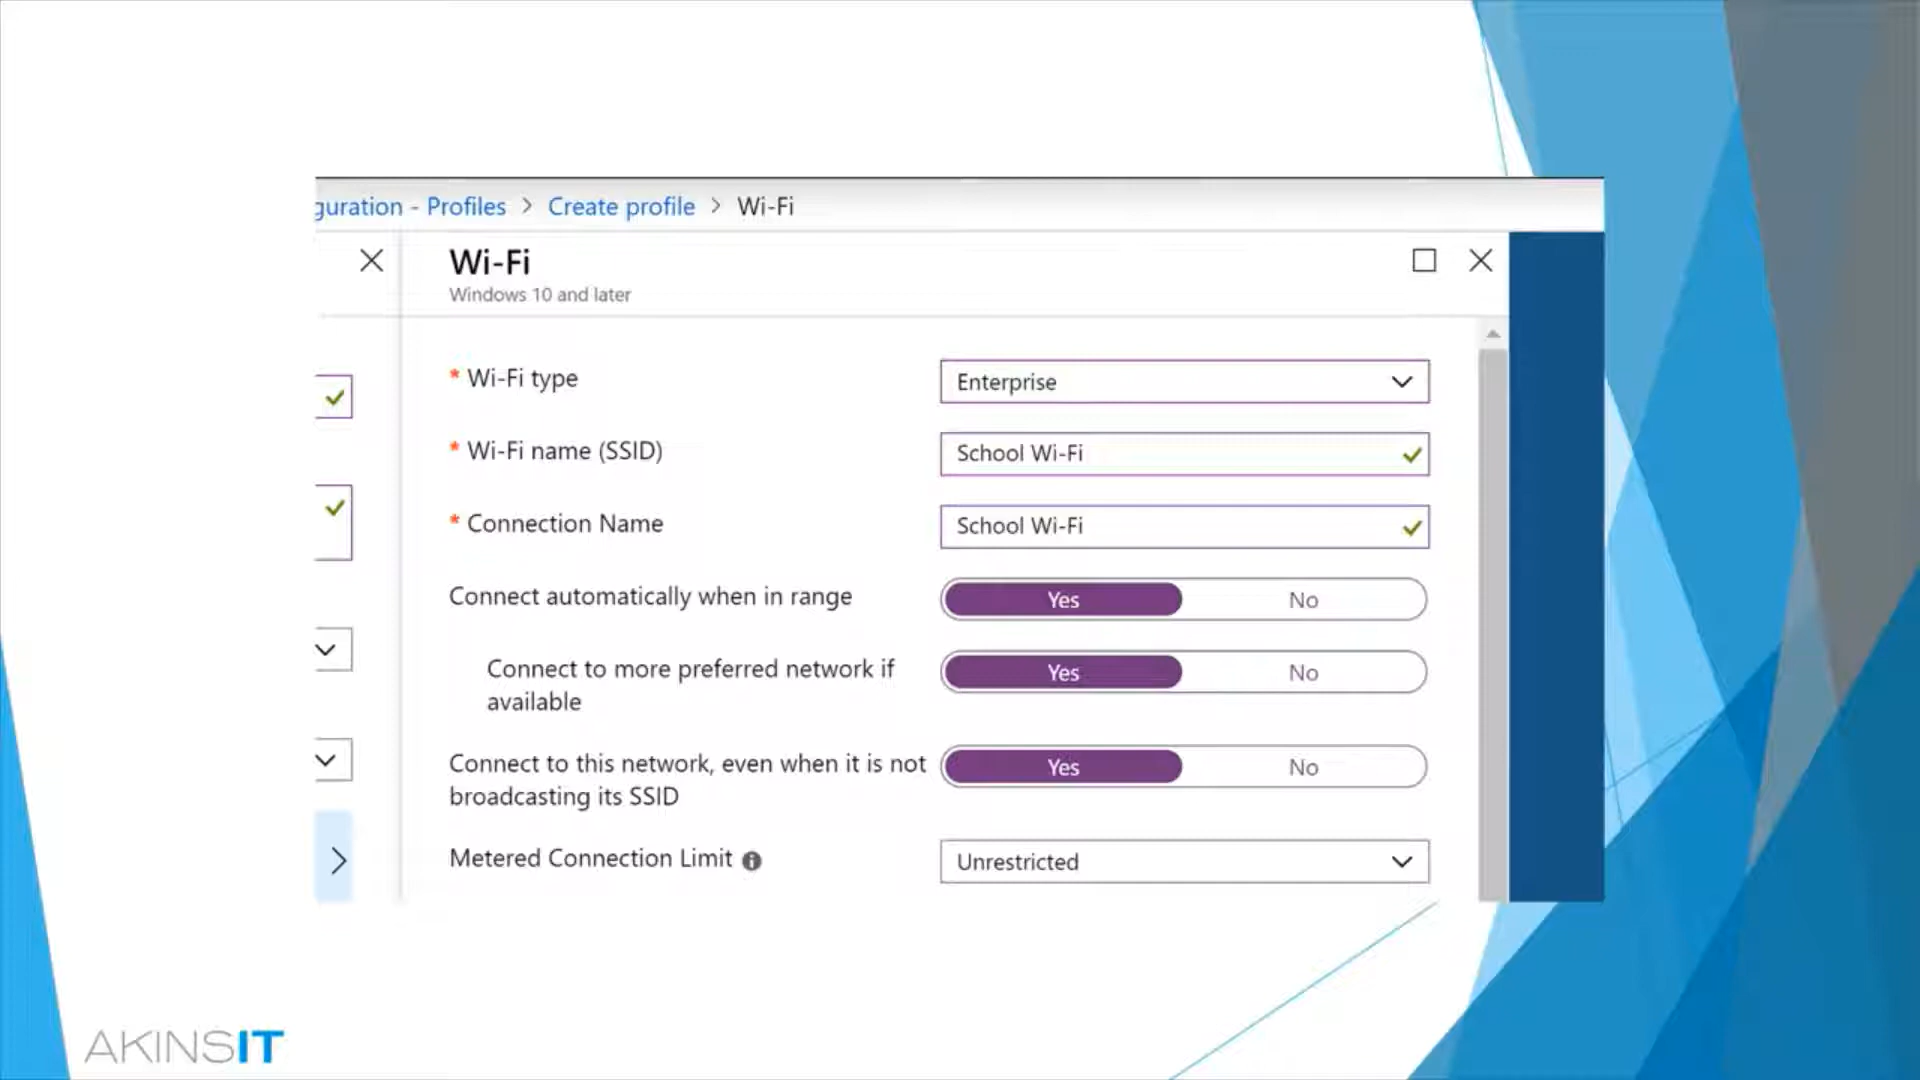 guration - Profiles > Create profile > Wi-Fi
Wi-Fi
Windows 10 and later
* Wi-Fi type
Enterprise
* Wi-Fi name (SSID)
School Wi-Fi
* Connection Name
School Wi-Fi
Connect automatically when in range
Yes No
Connect to more preferred network if
available
Yes No
Connect to this network, even when it is not
broadcasting its SSID
Yes No
Metered Connection Limit
Unrestricted
AKINSIT